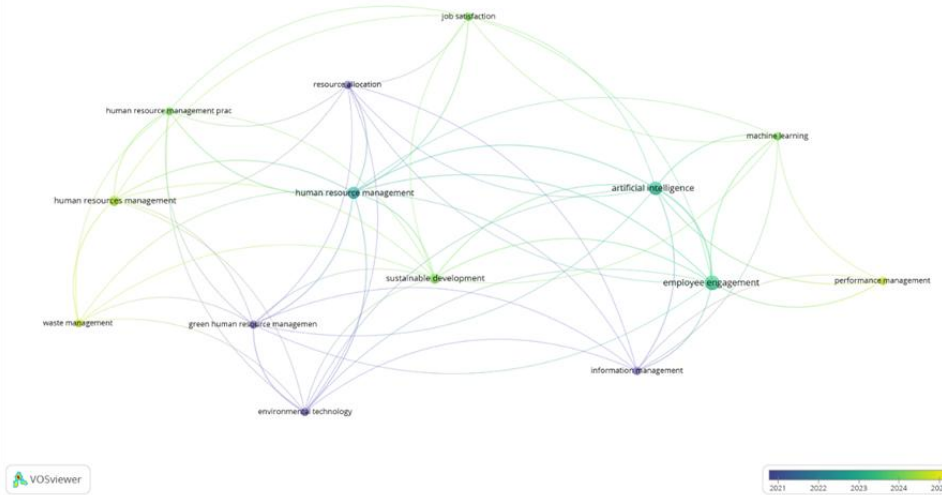 job satisfaction
resource allocation
human resource management prac
machine learning
artificial intelligence
human resource management
human resources management
sustainable development
employee engagement
performance management
waste management
green human resource managemen
information management
environmental technology
VOSviewer
2021 2022 2023 2024